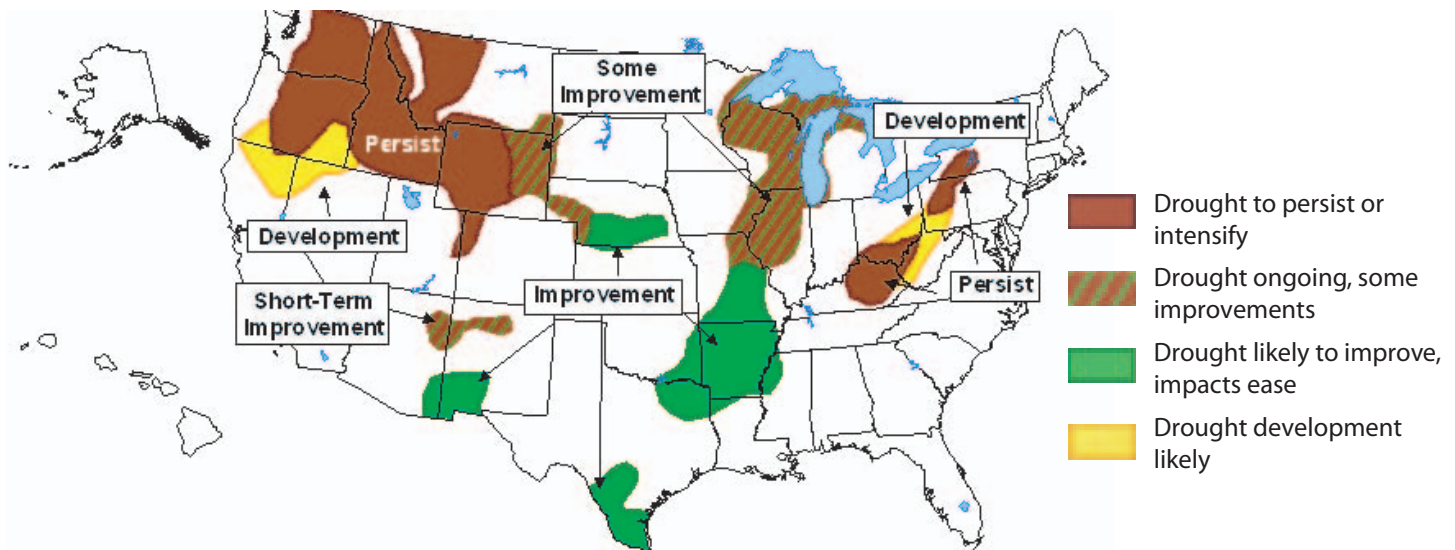 Some
Improvement
Development
Persist
Development
Short-Term
Improvement
Improvement
Persist
Drought to persist or
intensify
Drought ongoing, some
improvements
Drought likely to improve,
impacts ease
Drought development
likely